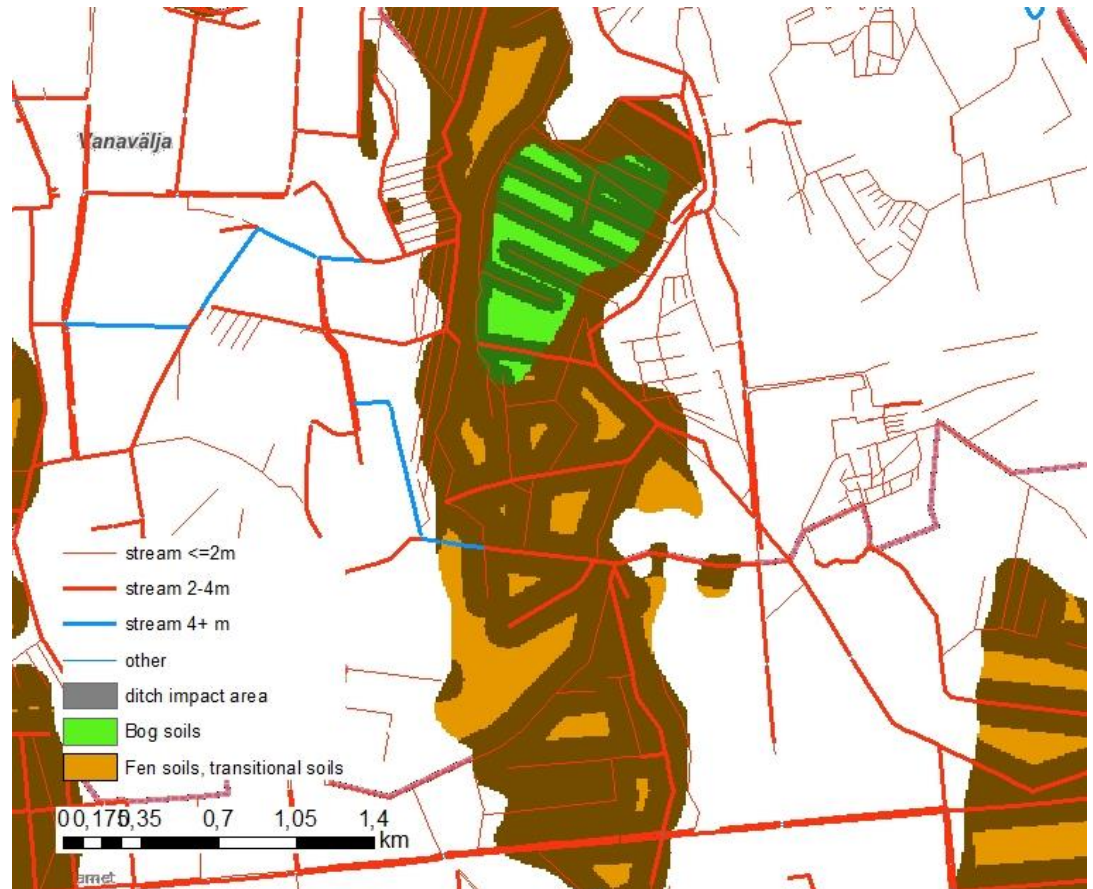 Vanavälja
stream <=2m
stream 2-4m
stream 4+ m
other
ditch impact area
Bog soils
Fen soils, transitional soils
0 0,175 0,35 0,7 1,05 1,4
km